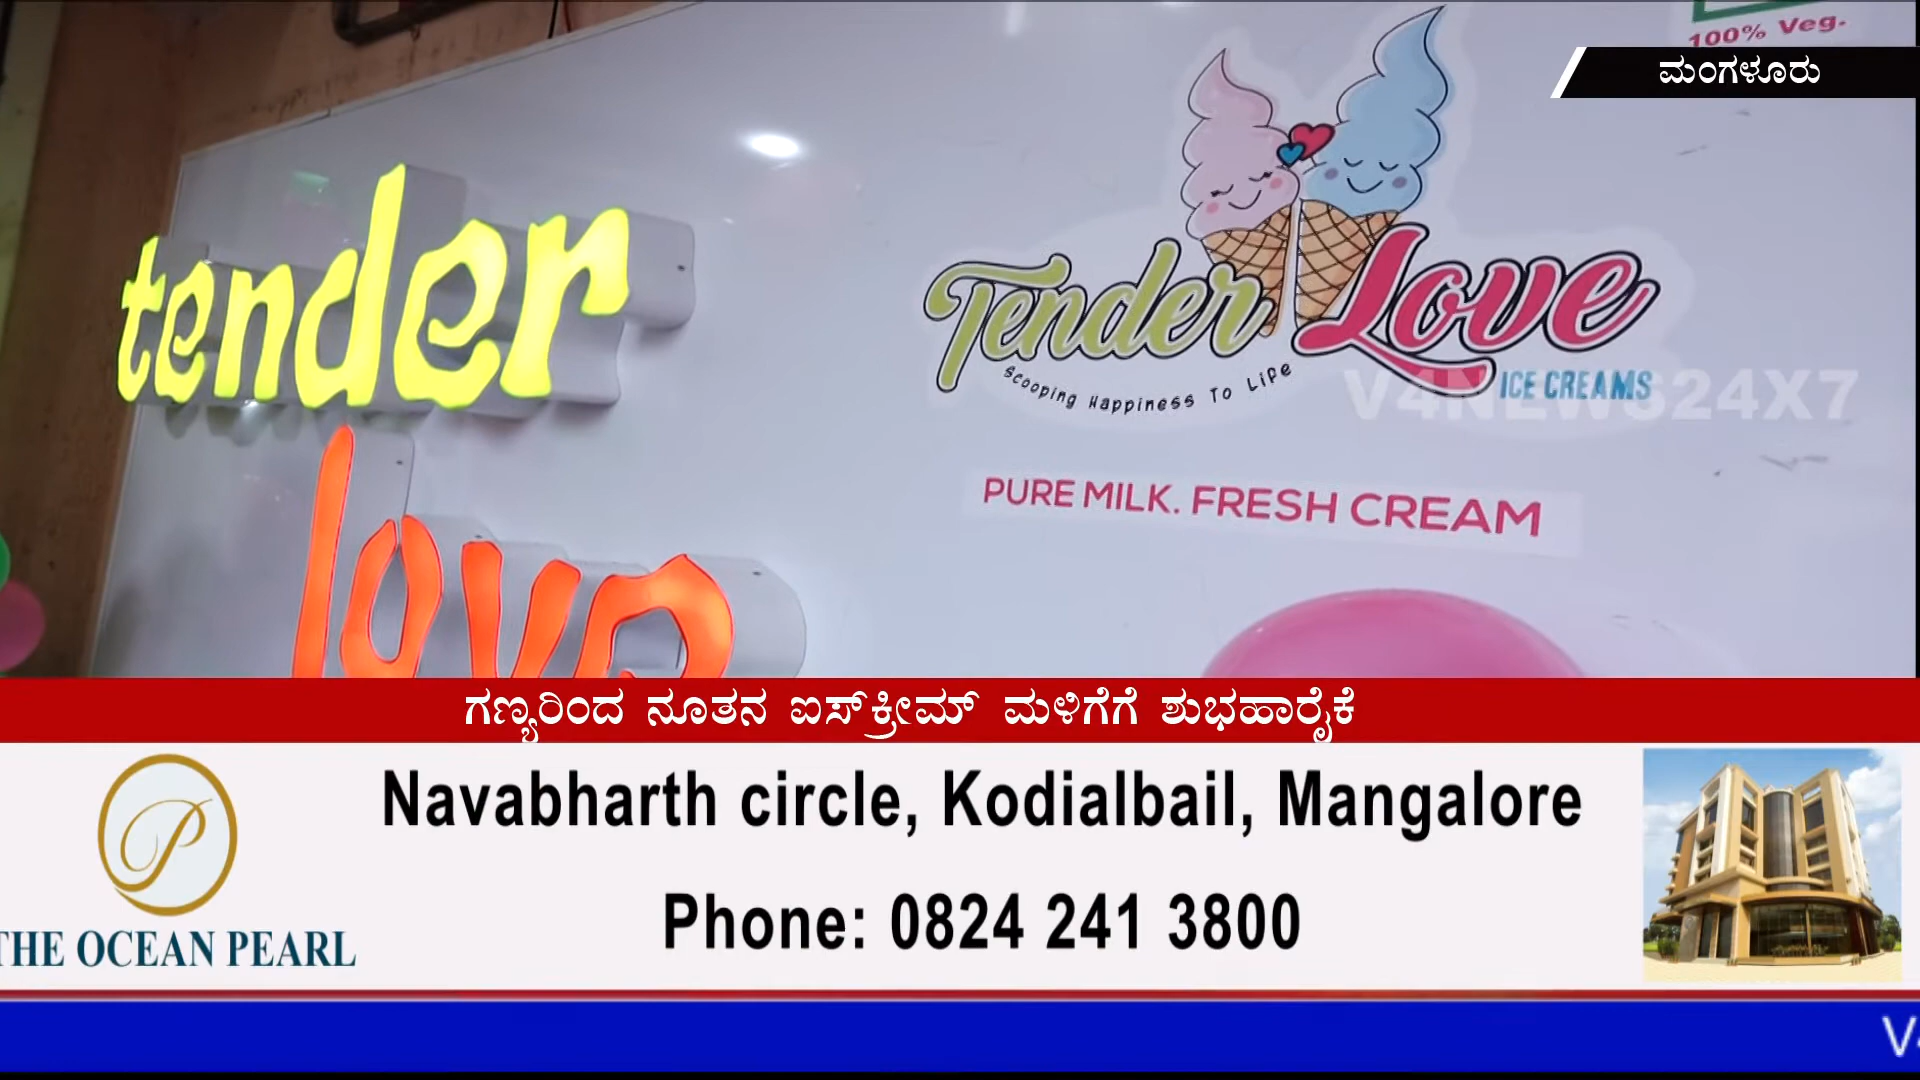 100% Veg.
ಮಂಗಳೂರು
tender
love
Tender Love
Scooping Happiness To Life
ICE CREAMS
V4NEWS24X7
PURE MILK. FRESH CREAM
ಗಣ್ಯರಿಂದ ನೂತನ ಐಸ್‌ಕ್ರೀಮ್ ಮಳಿಗೆಗೆ ಶುಭಹಾರೈಕೆ
P
THE OCEAN PEARL
Navabharth circle, Kodialbail, Mangalore
Phone: 0824 241 3800